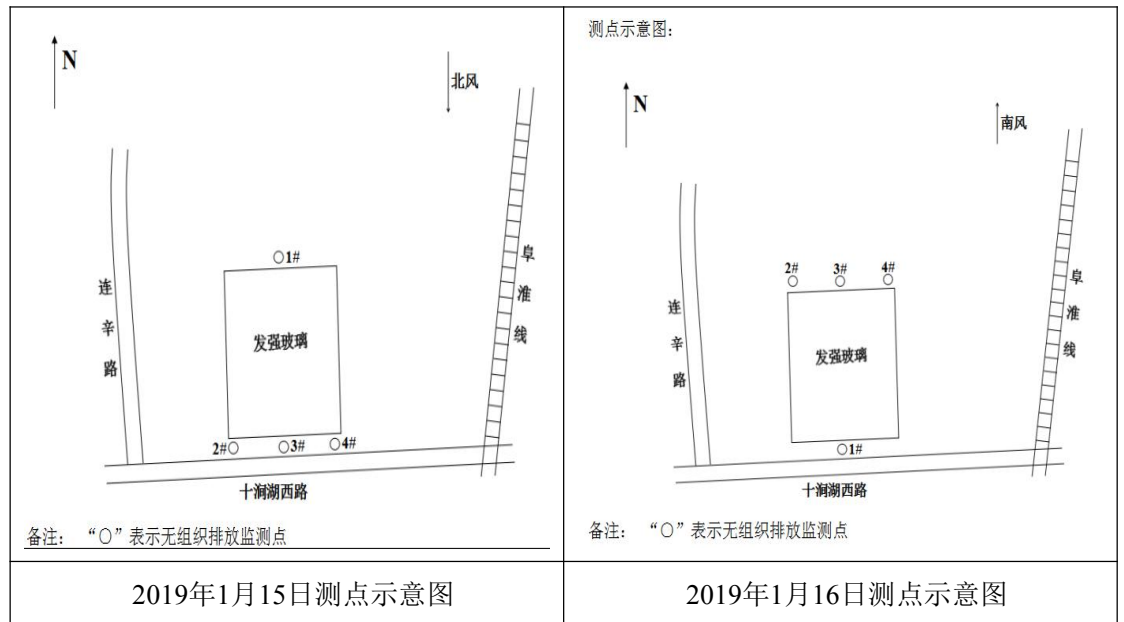 N
北风
1#
连辛路
发强玻璃
阜淮线
2#
3#
4#
十涧湖西路
备注： “○”表示无组织排放监测点
2019年1月15日测点示意图
测点示意图：
N
南风
2#
3#
4#
连辛路
发强玻璃
阜淮线
1#
十涧湖西路
备注： “○”表示无组织排放监测点
2019年1月16日测点示意图